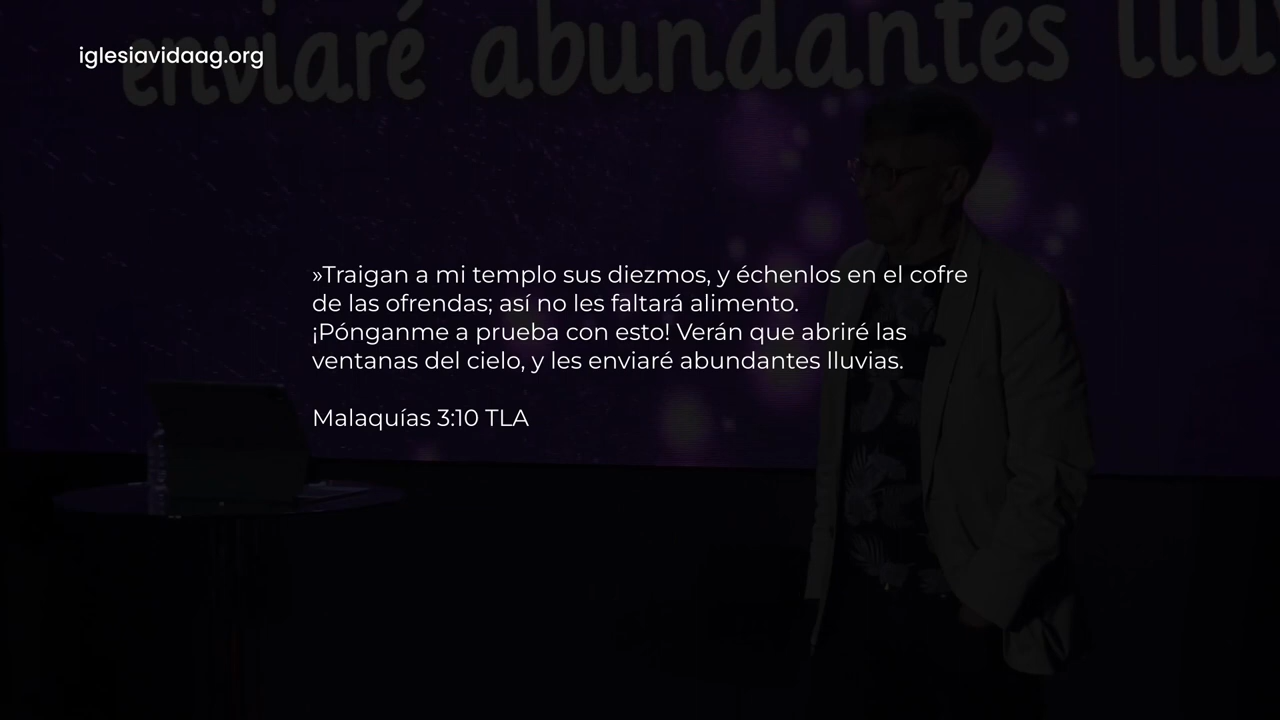 enviaré abundantes
iglesiavidaag.org
»Traigan a mi templo sus diezmos, y échenlos en el cofre
de las ofrendas; así no les faltará alimento.
¡Pónganme a prueba con esto! Verán que abriré las
ventanas del cielo, y les enviaré abundantes lluvias.
Malaquías 3:10 TLA